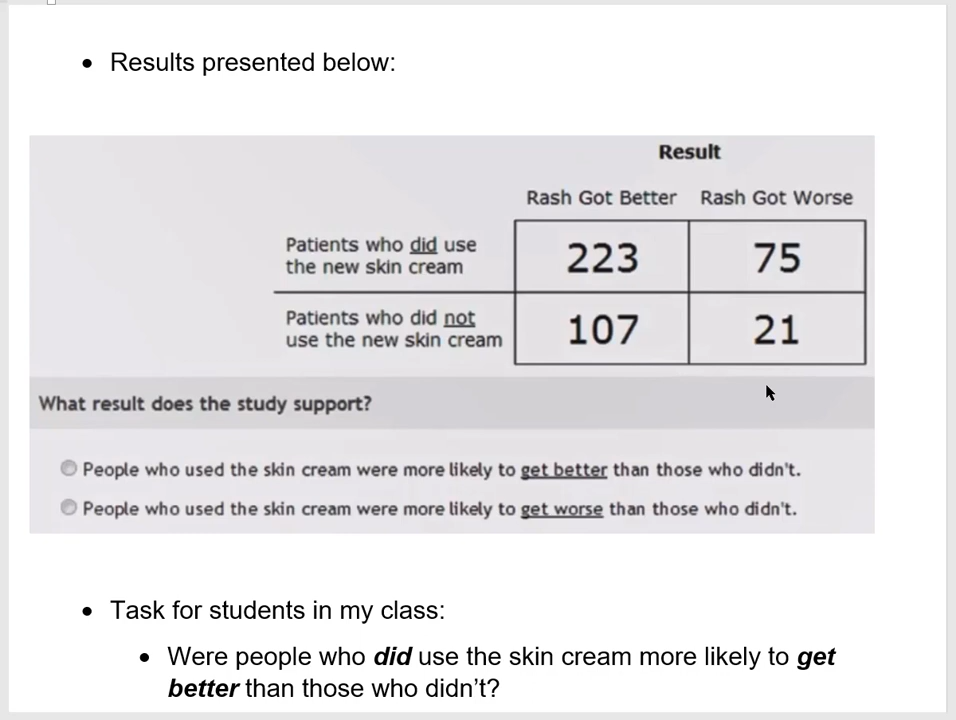 • Results presented below:
Result
Rash Got Better Rash Got Worse
Patients who did use
the new skin cream
223 75
Patients who did not
use the new skin cream
107 21
What result does the study support?
People who used the skin cream were more likely to get better than those who didn't.
People who used the skin cream were more likely to get worse than those who didn't.
• Task for students in my class:
• Were people who did use the skin cream more likely to get
better than those who didn’t?